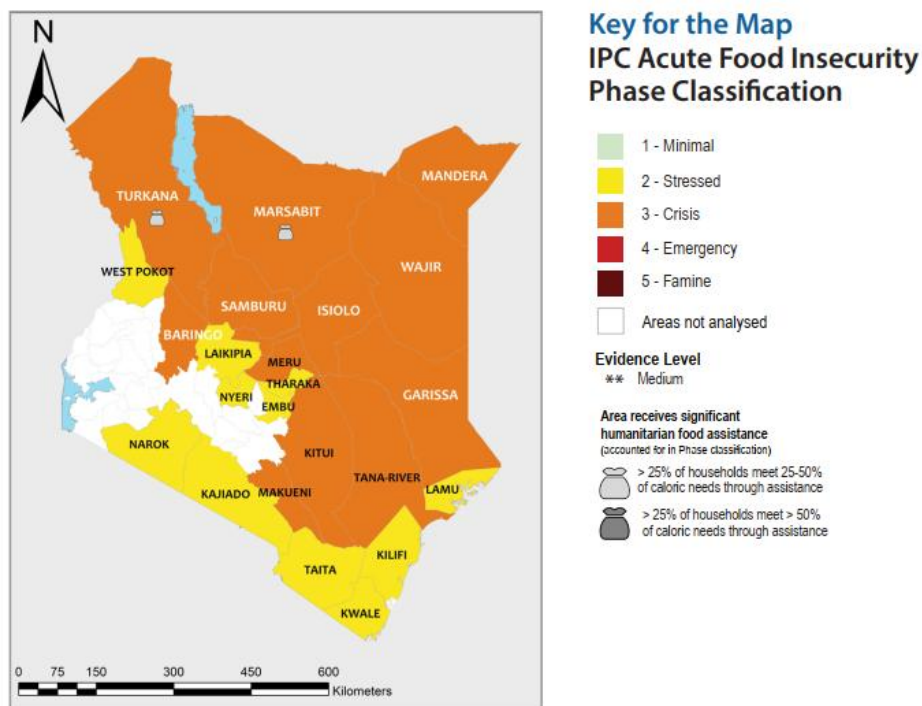 N
TURKANA
MARSABIT
MANDERA
WAJIR
WEST POKOT
SAMBURU
ISIOLO
BARINGO
LAIKIPIA
MERU
THARAKA
NYERI
EMBU
GARISSA
NAROK
KITUI
KAJIADO
MAKUENI
TANA-RIVER
LAMU
TAITA
KILIFI
KWALE
0 75 150 300 450 600
Kilometers
Key for the Map
IPC Acute Food Insecurity
Phase Classification
1 - Minimal
2 - Stressed
3 - Crisis
4 - Emergency
5 - Famine
Areas not analysed
Evidence Level
** Medium
Area receives significant
humanitarian food assistance
(accounted for in Phase classification)
> 25% of households meet 25-50%
of caloric needs through assistance
> 25% of households meet > 50%
of caloric needs through assistance